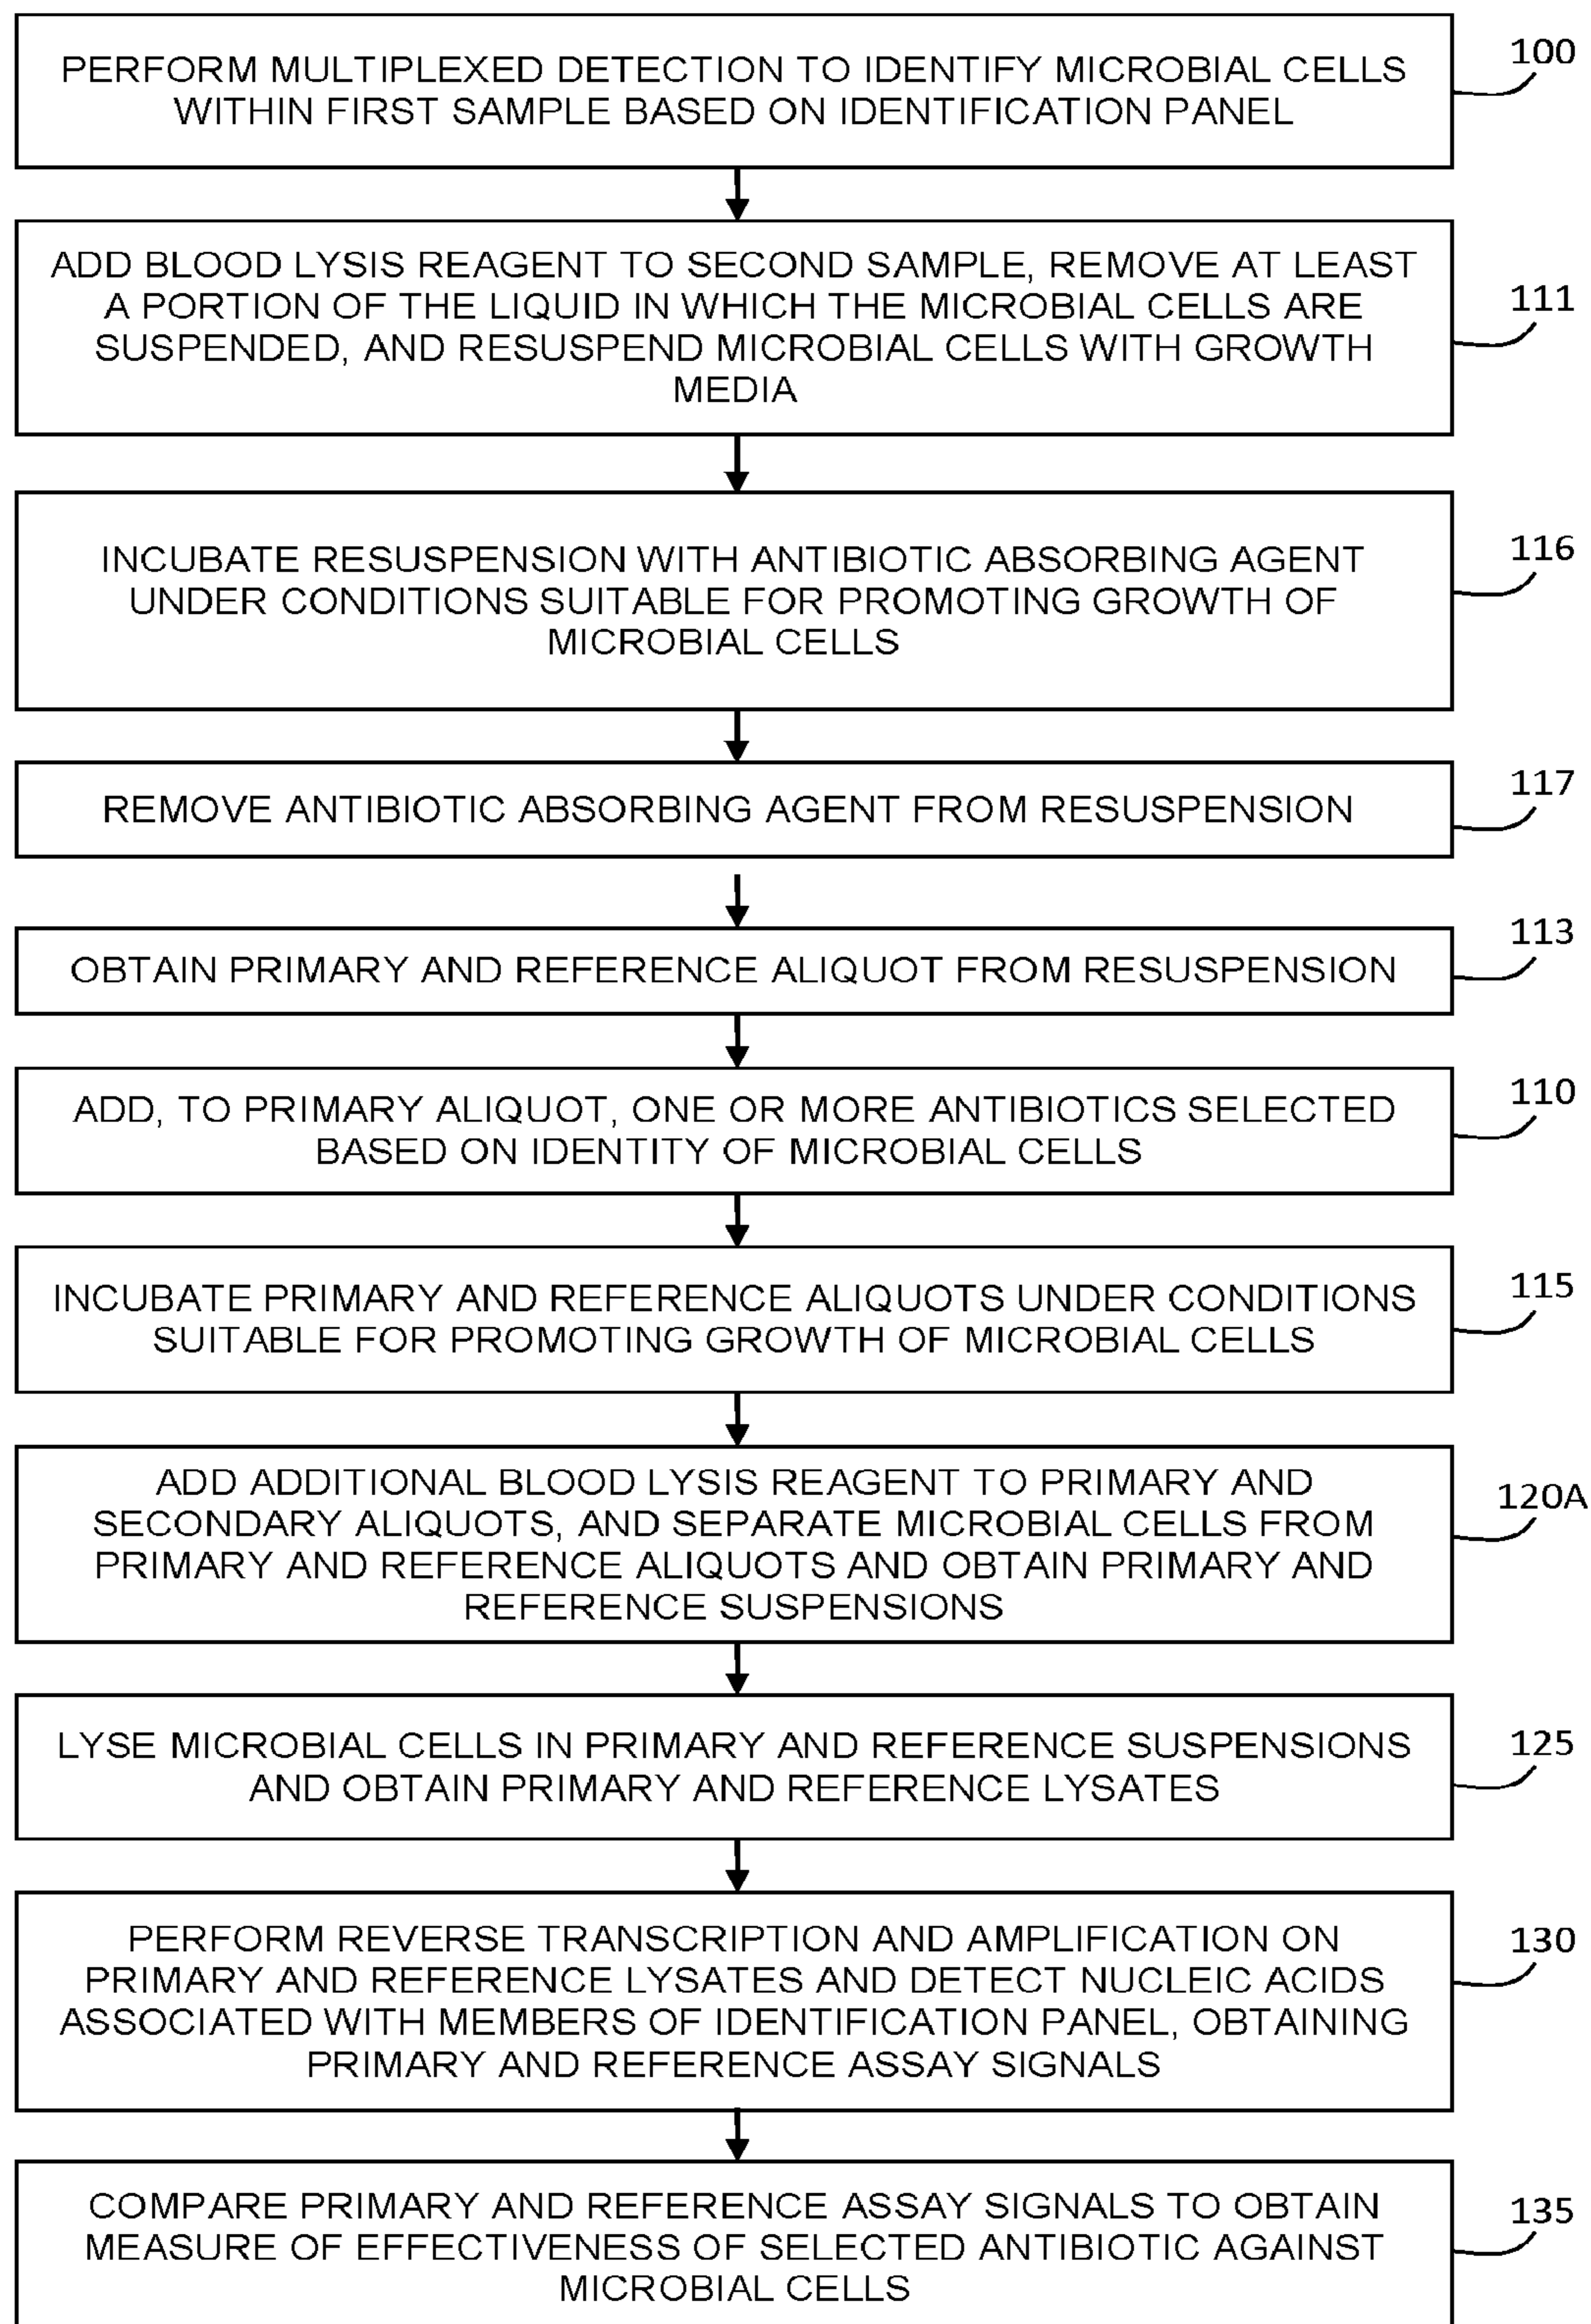 PERFORM MULTIPLEXED DETECTION TO IDENTIFY MICROBIAL CELLS
WITHIN FIRST SAMPLE BASED ON IDENTIFICATION PANEL
100
ADD BLOOD LYSIS REAGENT TO SECOND SAMPLE, REMOVE AT LEAST
A PORTION OF THE LIQUID IN WHICH THE MICROBIAL CELLS ARE
SUSPENDED, AND RESUSPEND MICROBIAL CELLS WITH GROWTH
MEDIA
111
INCUBATE RESUSPENSION WITH ANTIBIOTIC ABSORBING AGENT
UNDER CONDITIONS SUITABLE FOR PROMOTING GROWTH OF
MICROBIAL CELLS
116
REMOVE ANTIBIOTIC ABSORBING AGENT FROM RESUSPENSION
117
OBTAIN PRIMARY AND REFERENCE ALIQUOT FROM RESUSPENSION
113
ADD, TO PRIMARY ALIQUOT, ONE OR MORE ANTIBIOTICS SELECTED
BASED ON IDENTITY OF MICROBIAL CELLS
110
INCUBATE PRIMARY AND REFERENCE ALIQUOTS UNDER CONDITIONS
SUITABLE FOR PROMOTING GROWTH OF MICROBIAL CELLS
115
ADD ADDITIONAL BLOOD LYSIS REAGENT TO PRIMARY AND
SECONDARY ALIQUOTS, AND SEPARATE MICROBIAL CELLS FROM
PRIMARY AND REFERENCE ALIQUOTS AND OBTAIN PRIMARY AND
REFERENCE SUSPENSIONS
120A
LYSE MICROBIAL CELLS IN PRIMARY AND REFERENCE SUSPENSIONS
AND OBTAIN PRIMARY AND REFERENCE LYSATES
125
PERFORM REVERSE TRANSCRIPTION AND AMPLIFICATION ON
PRIMARY AND REFERENCE LYSATES AND DETECT NUCLEIC ACIDS
ASSOCIATED WITH MEMBERS OF IDENTIFICATION PANEL, OBTAINING
PRIMARY AND REFERENCE ASSAY SIGNALS
130
COMPARE PRIMARY AND REFERENCE ASSAY SIGNALS TO OBTAIN
MEASURE OF EFFECTIVENESS OF SELECTED ANTIBIOTIC AGAINST
MICROBIAL CELLS
135